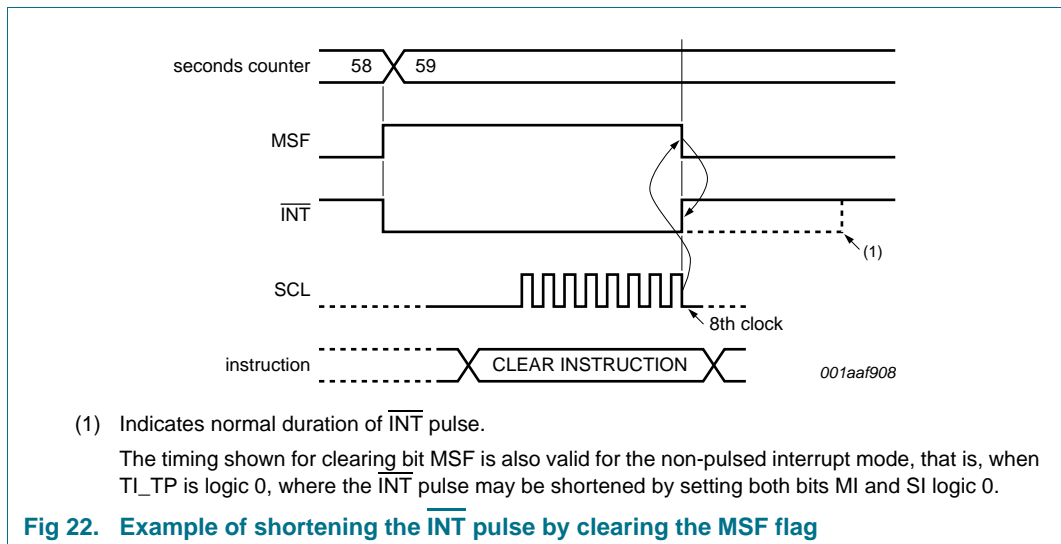 seconds counter 58 59
MSF
INT
(1)
SCL
8th clock
instruction CLEAR INSTRUCTION
001aaf908
(1) Indicates normal duration of INT pulse.
The timing shown for clearing bit MSF is also valid for the non-pulsed interrupt mode, that is, when
TI_TP is logic 0, where the INT pulse may be shortened by setting both bits MI and SI logic 0.
Fig 22. Example of shortening the INT pulse by clearing the MSF flag